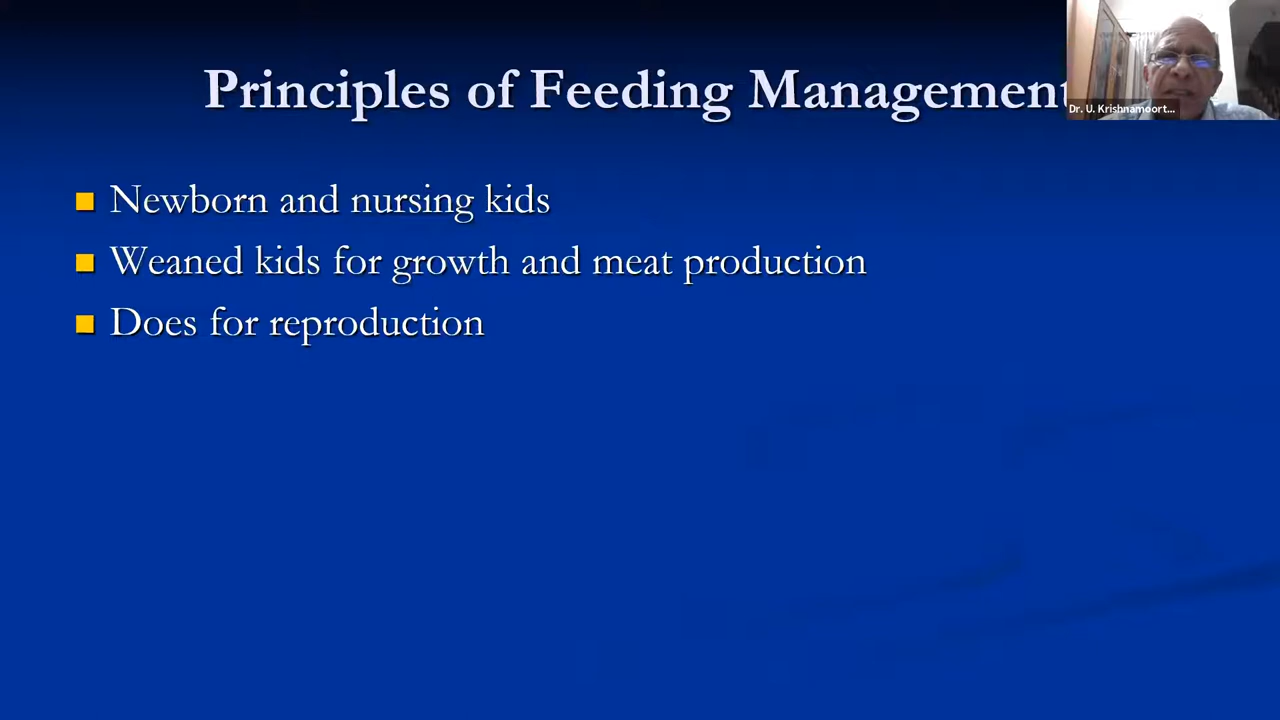 Principles of Feeding Management
Dr. U. Krishnamoort...
Newborn and nursing kids
Weaned kids for growth and meat production
Does for reproduction